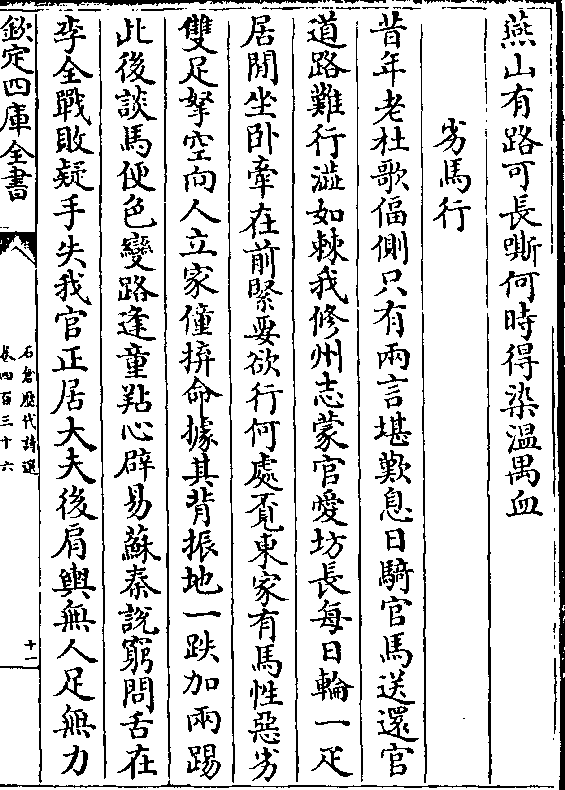 燕山有路可長嘶何時得染溫禺血
劣馬行
昔年老杜歌偪側只有兩言堪歎息日騎官馬送還官
道路難行澁如棘我修州志蒙官愛坊長每日輪一疋
居閒坐卧牽在前緊要欲行何處覔東家有馬性惡劣
雙足拏空向人立家僮拚命據其背振地一跌加兩踢
此後談馬便色變路逢童㸃心辟易蘇秦說窮問舌在
李全戰敗疑手失我官正居大夫後肩輿無人足無力
欽定四庫全書
石倉歷代詩選
卷四百三十六
十二